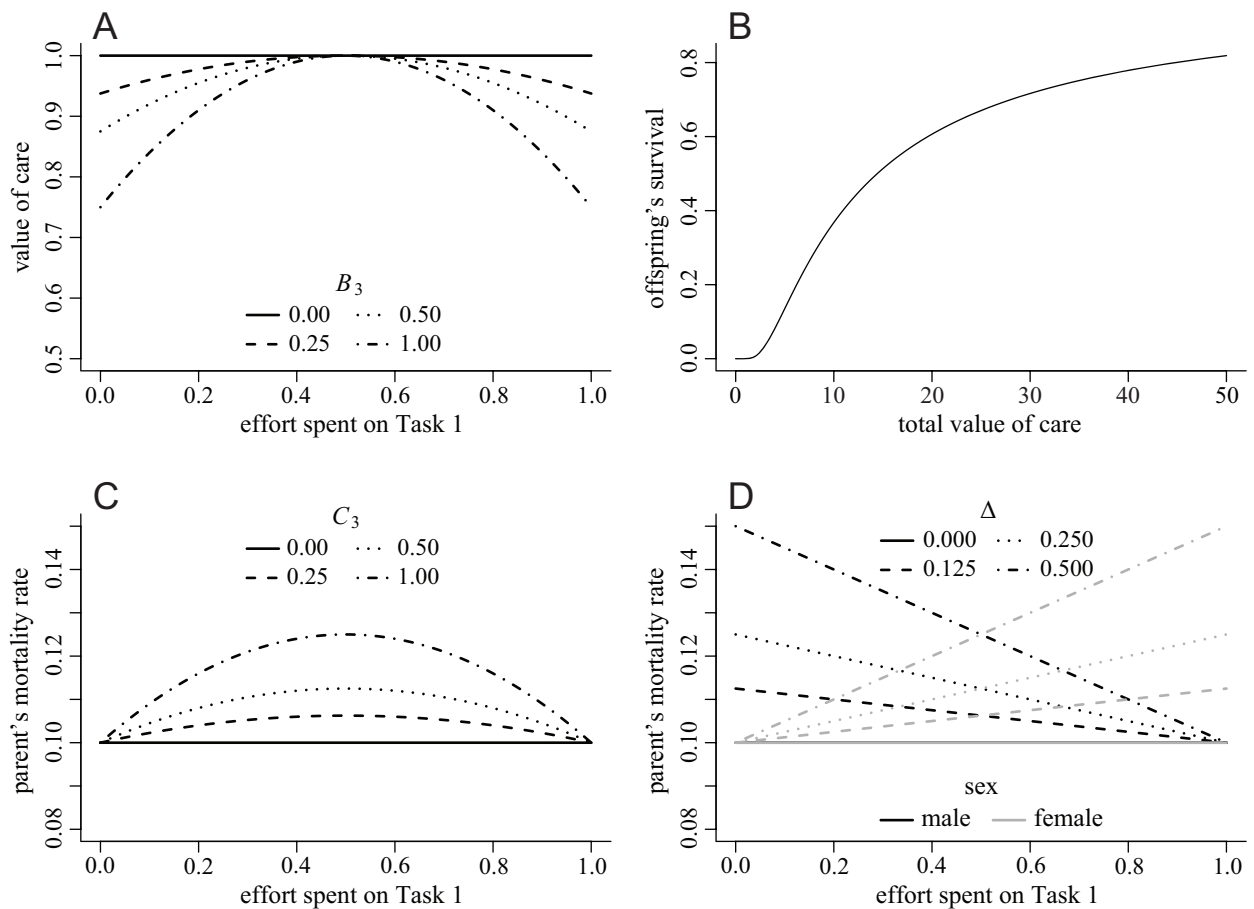 A
value of care
0.5 0.6 0.7 0.8 0.9 1.0
B3
0.00 0.50
0.25 1.00
0.0 0.2 0.4 0.6 0.8 1.0
effort spent on Task 1
B
offspring's survival
0.0 0.2 0.4 0.6 0.8
0 10 20 30 40 50
total value of care
C
parent's mortality rate
0.08 0.10 0.12 0.14
C3
0.00 0.50
0.25 1.00
0.0 0.2 0.4 0.6 0.8 1.0
effort spent on Task 1
D
parent's mortality rate
0.08 0.10 0.12 0.14
Δ
0.000 0.250
0.125 0.500
sex
male female
0.0 0.2 0.4 0.6 0.8 1.0
effort spent on Task 1